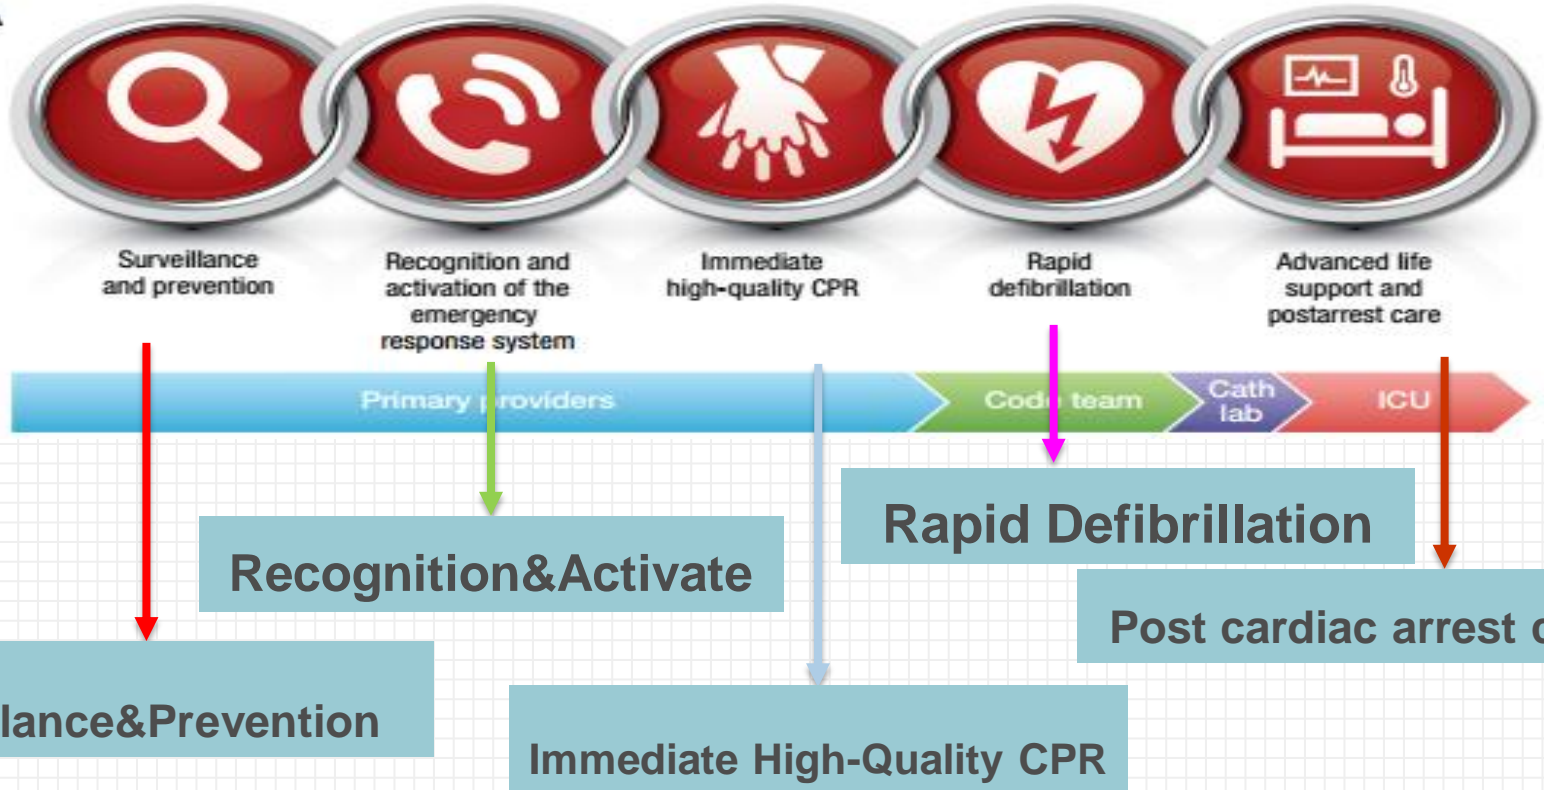 Surveillance
and prevention
Recognition and
activation of the
emergency
response system
Immediate
high-quality CPR
Rapid
defibrillation
Advanced life
support and
postarrest care
Primary providers
Code team
Cath
lab
ICU
Rapid Defibrillation
Recognition&Activate
Post cardiac arrest
lance&Prevention
Immediate High-Quality CPR